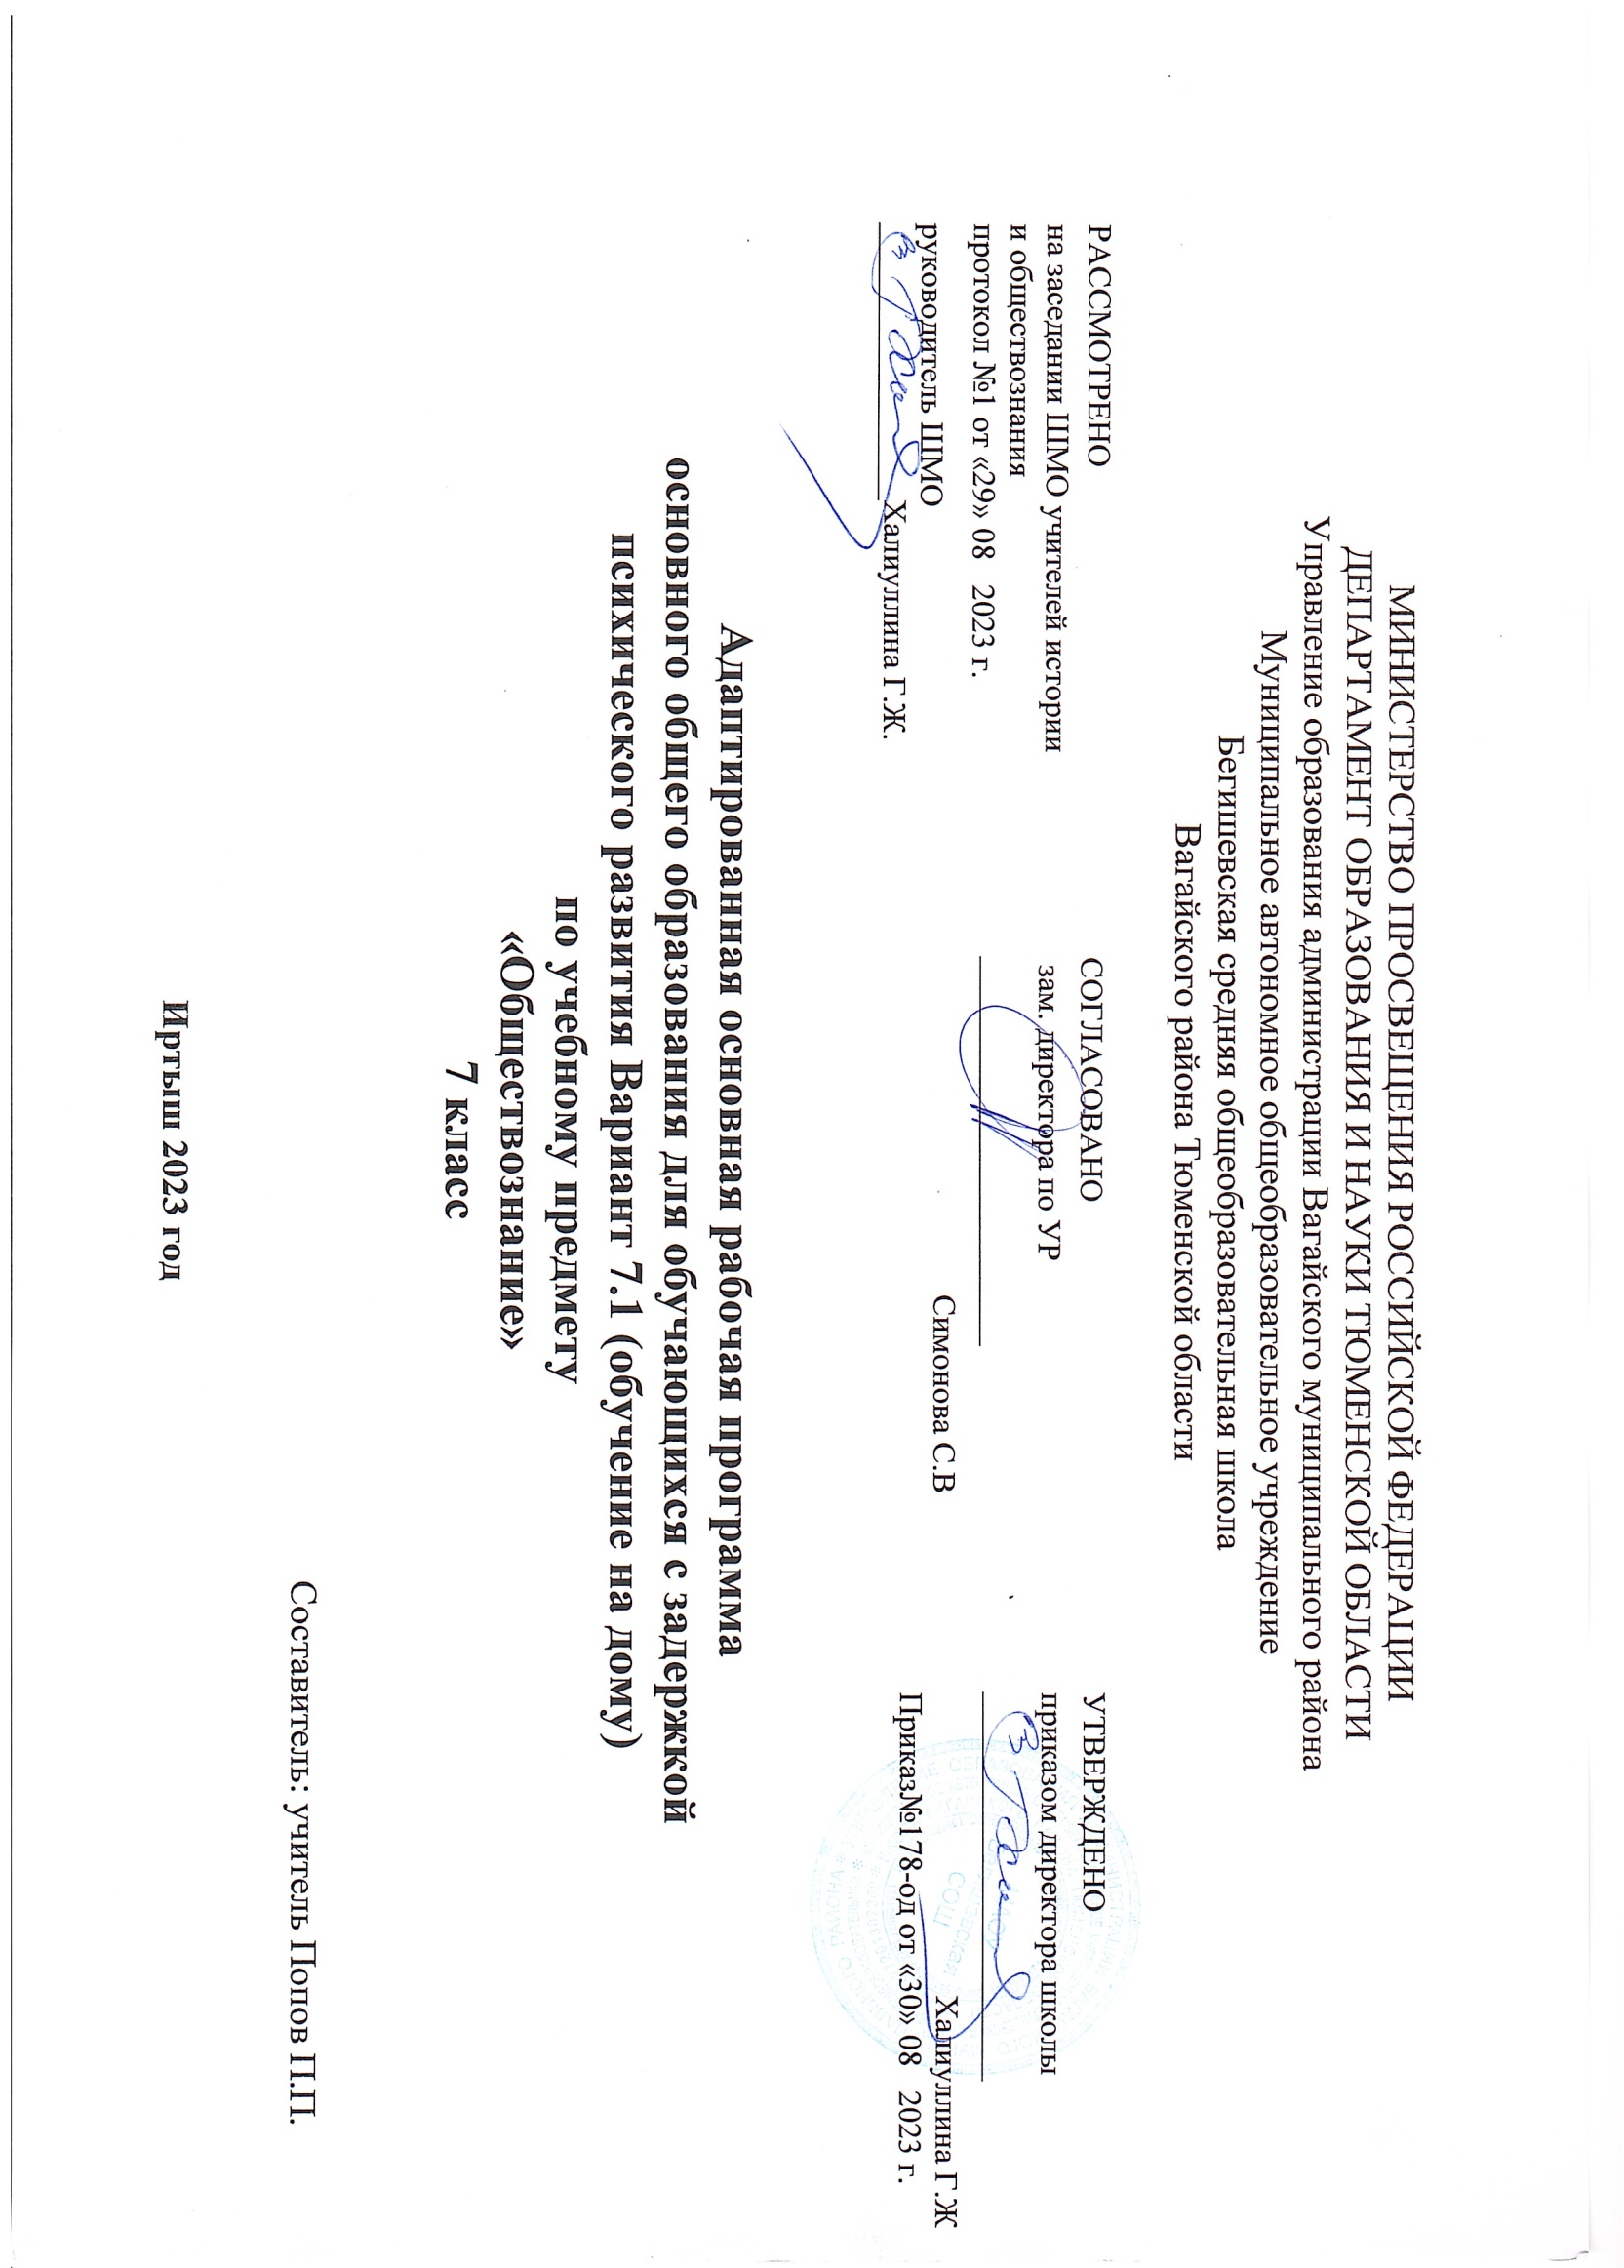 МИНИСТЕРСТВО ПРОСВЕЩЕНИЯ РОССИЙСКОЙ ФЕДЕРАЦИИ
ДЕПАРТАМЕНТ ОБРАЗОВАНИЯ И НАУКИ ТЮМЕНСКОЙ ОБЛАСТИ
Управление образования администрации Вагайского муниципального района
Муниципальное автономное общеобразовательное учреждение
Бегишевская средняя общеобразовательная школа
Вагайского района Тюменской области
РАССМОТРЕНО
на заседании ШМО учителей истории
и обществознания
протокол №1 от «29» 08 2023 г.
руководитель ШМО
Халиуллина Г.Ж.
СОГЛАСОВАНО
зам. директора по УР
Симонова С.В
УТВЕРЖДЕНО
приказом директора школы
Халиуллина Г.Ж
Приказ№178-од от «30» 08 2023 г.
Адаптированная основная рабочая программа
основного общего образования для обучающихся с задержкой
психического развития Вариант 7.1 (обучение на дому)
по учебному предмету
«Обществознание»
7 класс
Составитель: учитель Попов П.П.
Иртыш 2023 год